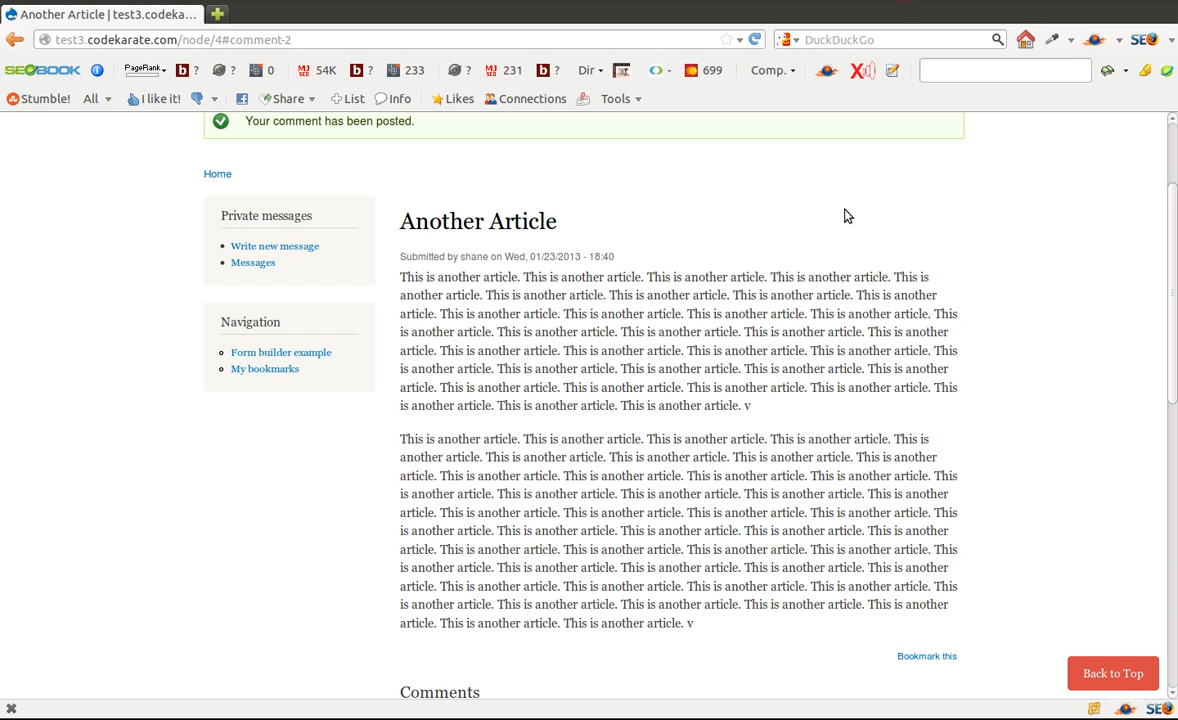 Another Article | test3.codeka...
test3.codekarate.com/node/4#comment-2
DuckDuckGo
SEO
SEOBOOK
PageRank
b ?
?
0
MJ SEO 54K
b ?
233
?
MJ SEO 231
b ?
Dir
699
Comp.
Stumble!
All
I like it!
Share
List
Info
Likes
Connections
Tools
Your comment has been posted.
Home
Private messages
Write new message
Messages
Navigation
Form builder example
My bookmarks
Another Article
Submitted by shane on Wed, 01/23/2013 - 18:40
This is another article. This is another article. This is another article. This is another article. This is
another article. This is another article. This is another article. This is another article. This is another
article. This is another article. This is another article. This is another article. This is another article. This
is another article. This is another article. This is another article. This is another article. This is another
article. This is another article. This is another article. This is another article. This is another article. This
is another article. This is another article. This is another article. This is another article. This is another
article. This is another article. This is another article. This is another article. This is another article. This
is another article. This is another article. This is another article. v
This is another article. This is another article. This is another article. This is another article. This is
another article. This is another article. This is another article. This is another article. This is another
article. This is another article. This is another article. This is another article. This is another article. This
is another article. This is another article. This is another article. This is another article. This is another
article. This is another article. This is another article. This is another article. This is another article. This
is another article. This is another article. This is another article. This is another article. This is another
article. This is another article. This is another article. This is another article. This is another article. This
is another article. This is another article. This is another article. This is another article. This is another
article. This is another article. This is another article. This is another article. This is another article. This
is another article. This is another article. This is another article. This is another article. This is another
article. This is another article. This is another article. v
Bookmark this
Back to Top
Comments
SEO